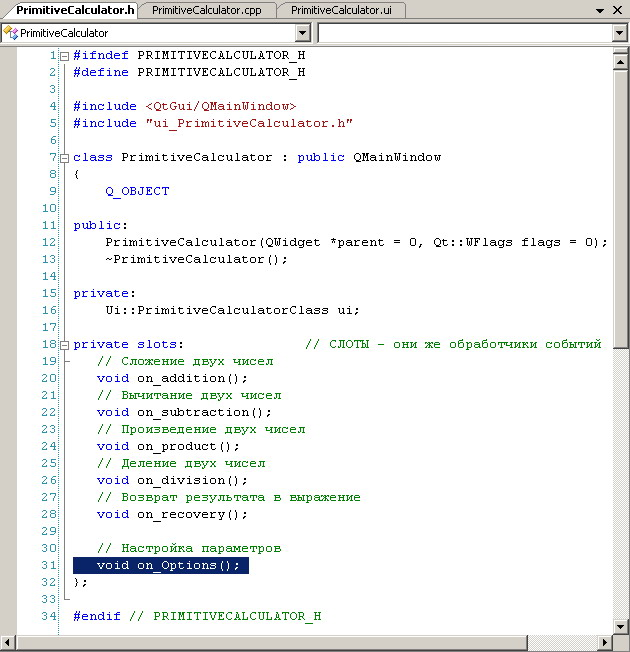 PrimitiveCalculator.h PrimitiveCalculator.cpp PrimitiveCalculator.ui
PrimitiveCalculator
1 #ifndef PRIMITIVECALCULATOR_H
2 #define PRIMITIVECALCULATOR_H
3
4 #include <QtGui/QMainWindow>
5 #include "ui_PrimitiveCalculator.h"
6
7 class PrimitiveCalculator : public QMainWindow
8 {
9 Q_OBJECT
10
11 public:
12 PrimitiveCalculator(QWidget *parent = 0, Qt::WFlags flags = 0);
13 ~PrimitiveCalculator();
14
15 private:
16 Ui::PrimitiveCalculatorClass ui;
17
18 private slots: // СЛОТЫ - они же обработчики событий
19 // Сложение двух чисел
20 void on_addition();
21 // Вычитание двух чисел
22 void on_subtraction();
23 // Произведение двух чисел
24 void on_product();
25 // Деление двух чисел
26 void on_division();
27 // Возврат результата в выражение
28 void on_recovery();
29
30 // Настройка параметров
31 void on_Options();
32 };
33
34 #endif // PRIMITIVECALCULATOR_H